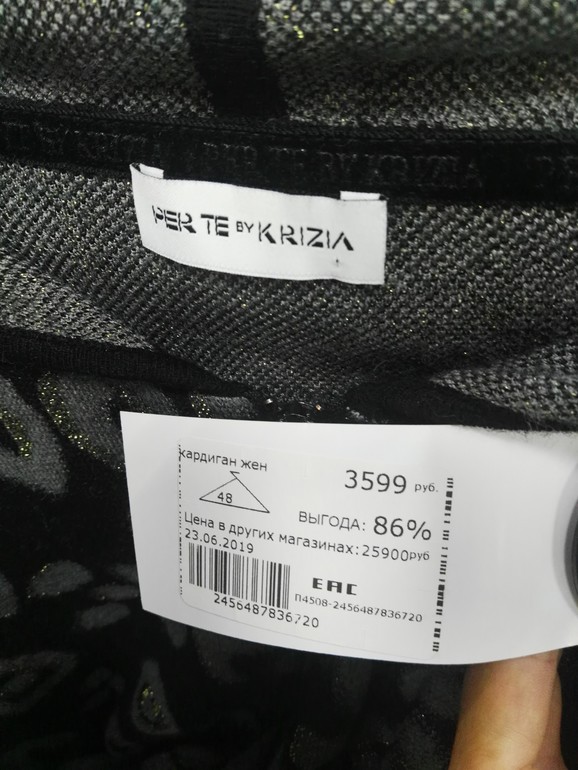 PER TE BY KRIZIA
PER TE BY KRIZIA
кардиган жен
48
3599 руб.
ВЫГОДА: 86%
Цена в других магазинах:25900руб
23.06.2019
EAC
П4508-2456487836720
2456487836720